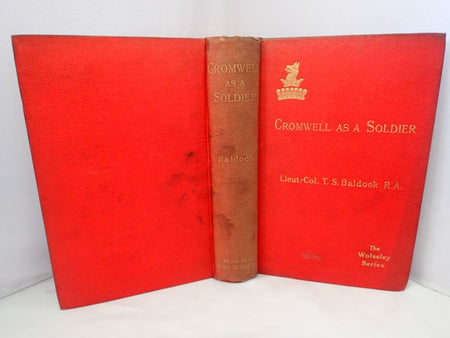 CROMWELL
AS A
SOLDIER
Baldock
CROMWELL AS A SOLDIER
Lieut.-Col. T. S. Baldock R.A.
The
Wolseley
Series